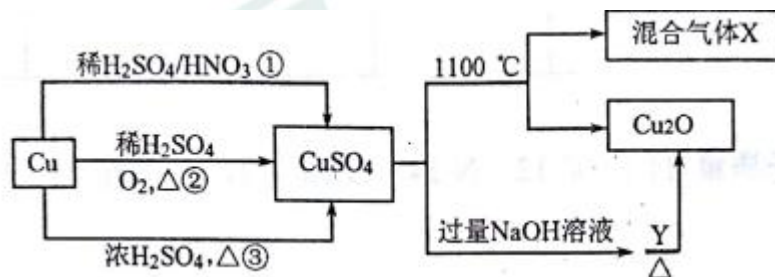 稀H₂SO₄/HNO₃ ①
1100 ℃
混合气体X
Cu
稀H₂SO₄
O₂,△②
CuSO₄
Cu₂O
浓H₂SO₄,△③
过量NaOH溶液
Y
△